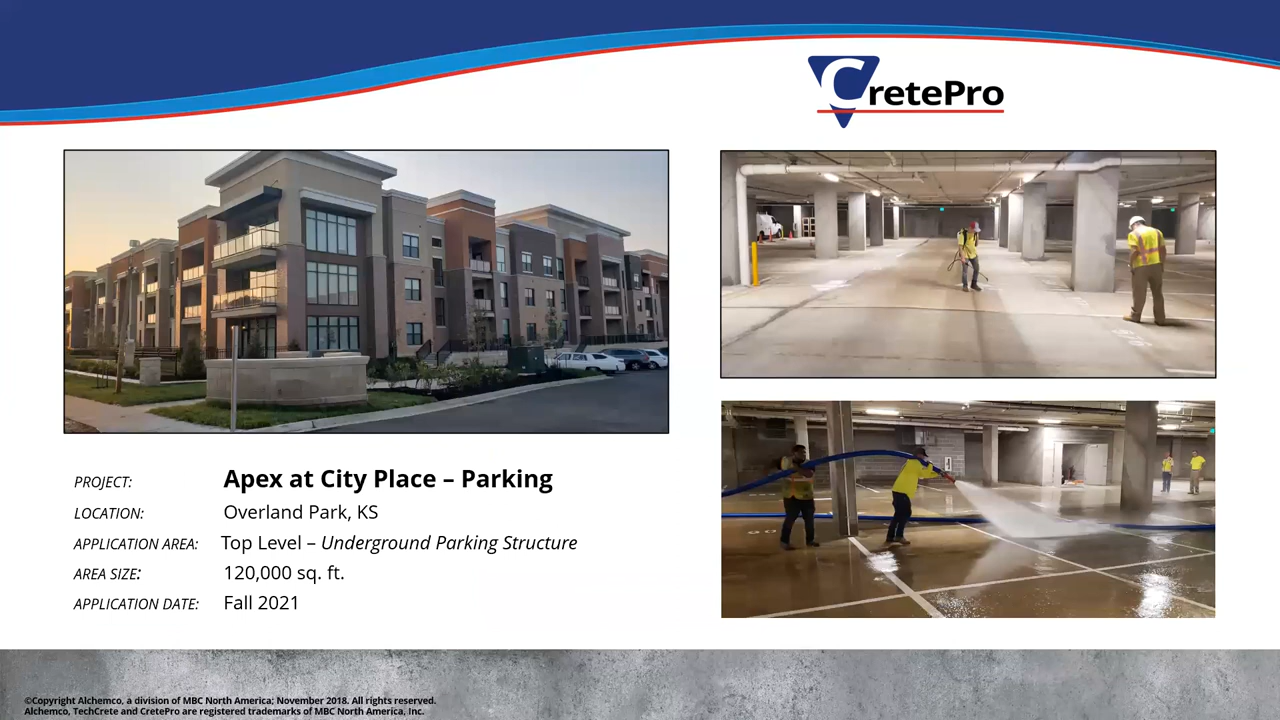 CretePro
PROJECT: Apex at City Place – Parking
LOCATION: Overland Park, KS
APPLICATION AREA: Top Level – Underground Parking Structure
AREA SIZE: 120,000 sq. ft.
APPLICATION DATE: Fall 2021
©Copyright Alchemco, a division of MBC North America; November 2018. All rights reserved.
Alchemco, TechCrete and CretePro are registered trademarks of MBC North America, Inc.